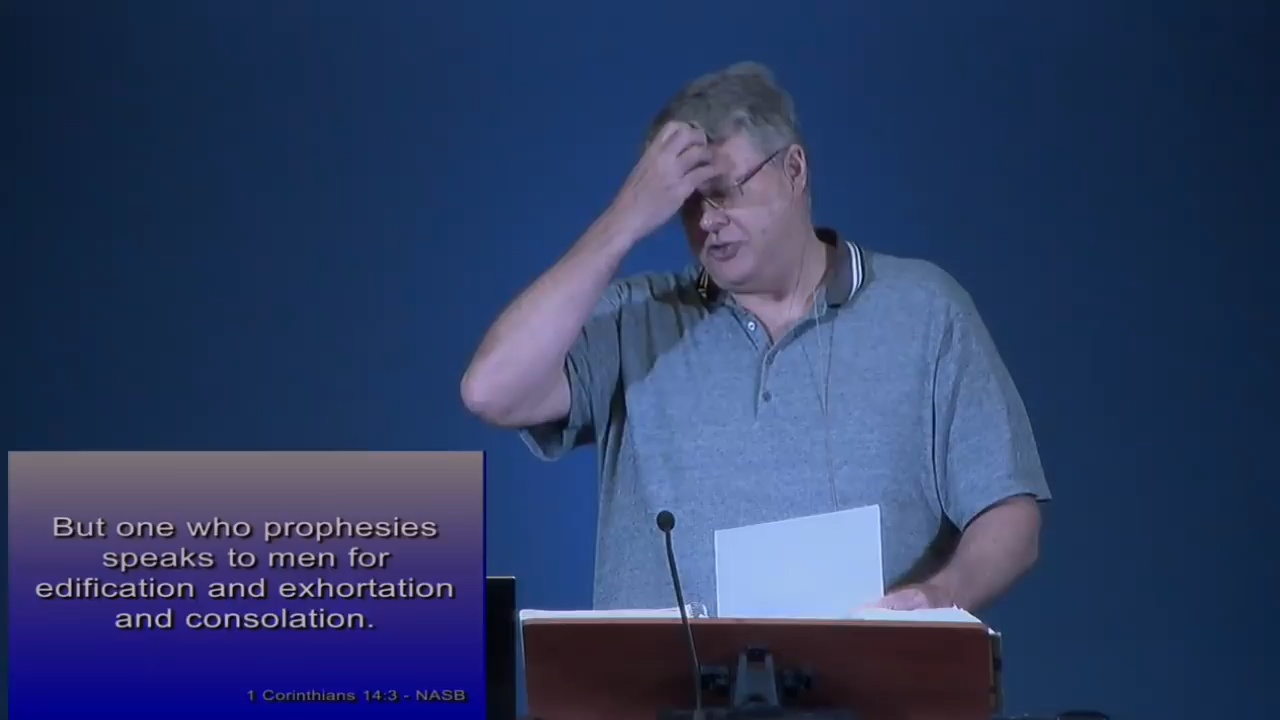 But one who prophesies
speaks to men for
edification and exhortation
and consolation.
1 Corinthians 14:3 - NASB